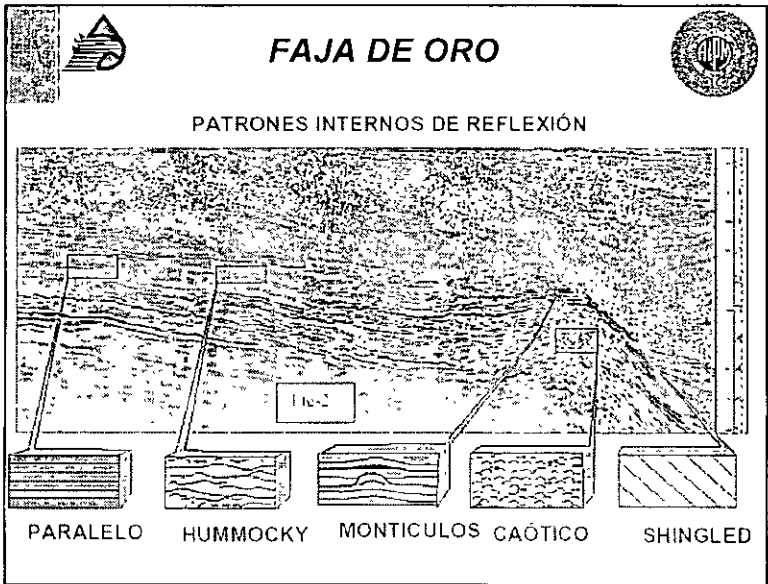 FAJA DE ORO
PATRONES INTERNOS DE REFLEXIÓN
PARALELO HUMMOCKY MONTICULOS CAÓTICO SHINGLED